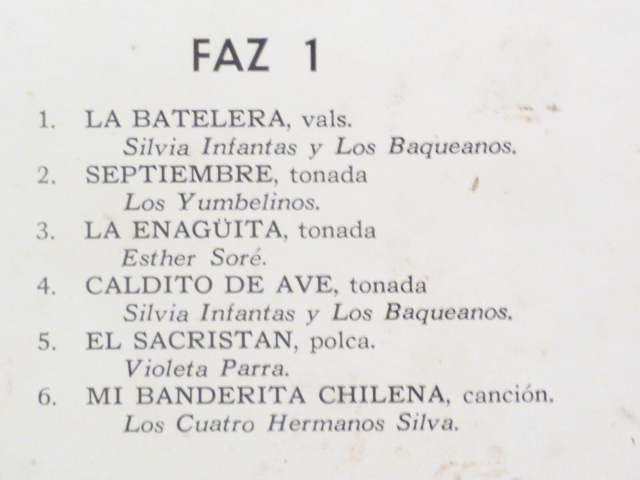 FAZ 1
1. LA BATELERA, vals.
Silvia Infantas y Los Baqueanos.
2. SEPTIEMBRE, tonada
Los Yumbelinos.
3. LA ENAGÜITA, tonada
Esther Soré.
4. CALDITO DE AVE, tonada
Silvia Infantas y Los Baqueanos.
5. EL SACRISTAN, polca.
Violeta Parra.
6. MI BANDERITA CHILENA, canción.
Los Cuatro Hermanos Silva.